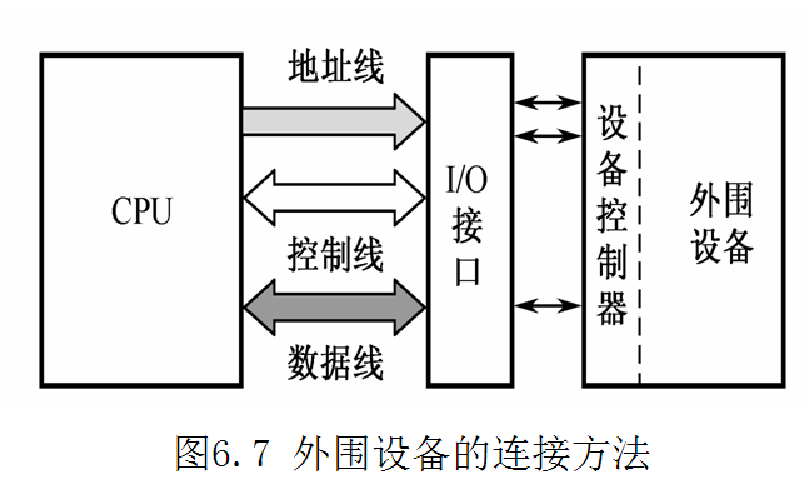 地址线
CPU
控制线
数据线
I/O
接
口
设
备
控
制
器
外围
设备
图6.7 外围设备的连接方法